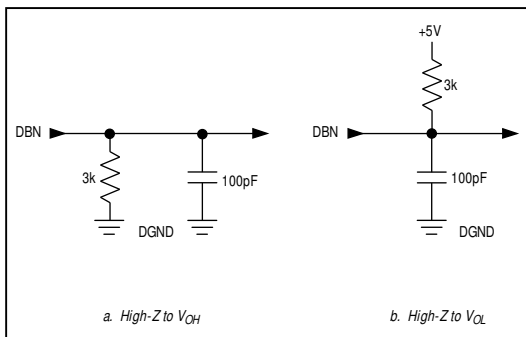 DBN
3k
100pF
DGND
a. High-Z to VOH
+5V
3k
DBN
100pF
DGND
b. High-Z to VOL